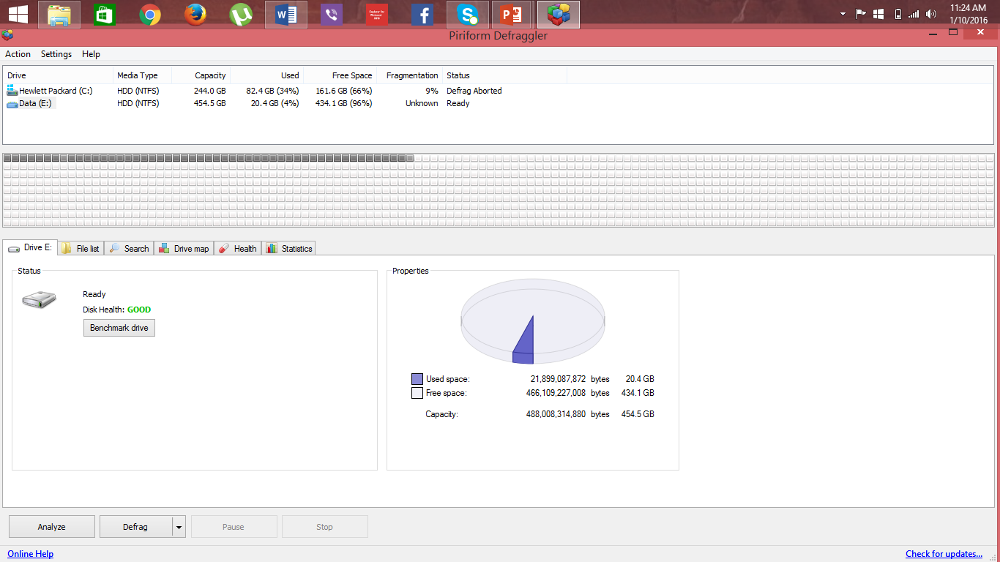 11:24 AM
1/10/2016
Explorer for Pinterest 2015
Piriform Defraggler
Action Settings Help
Drive Media Type Capacity Used Free Space Fragmentation Status
Hewlett Packard (C:) HDD (NTFS) 244.0 GB 82.4 GB (34%) 161.6 GB (66%) 9% Defrag Aborted
Data (E:) HDD (NTFS) 454.5 GB 20.4 GB (4%) 434.1 GB (96%) Unknown Ready
Drive E: File list Search Drive map Health Statistics
Status
Ready
Disk Health: GOOD
Benchmark drive
Properties
Used space: 21,899,087,872 bytes 20.4 GB
Free space: 466,109,227,008 bytes 434.1 GB
Capacity: 488,008,314,880 bytes 454.5 GB
Analyze Defrag Pause Stop
Online Help Check for updates...